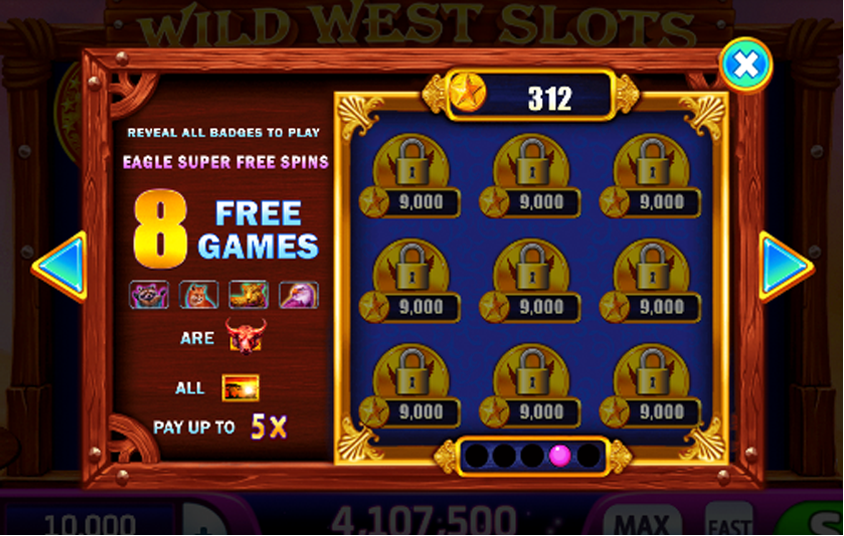 WILD WEST SLOTS
312
REVEAL ALL BADGES TO PLAY
EAGLE SUPER FREE SPINS
8 FREE GAMES
ARE
ALL
PAY UP TO 5X
9,000 9,000 9,000
9,000 9,000 9,000
9,000 9,000 9,000
10,000 + 4,107,500 MAX FAST S